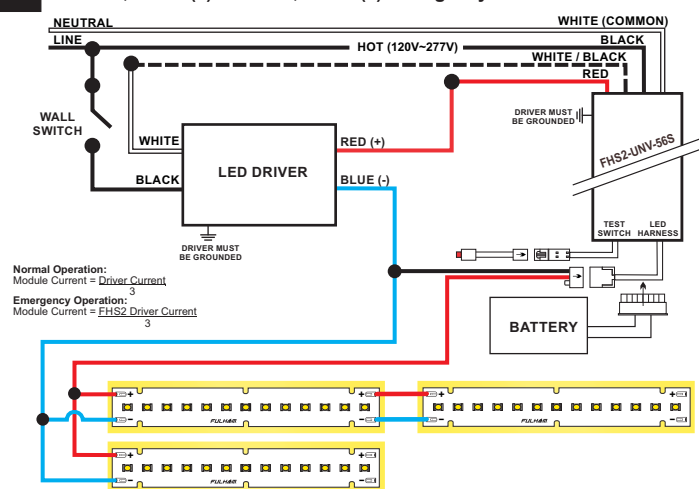 NEUTRAL
WHITE (COMMON)
LINE
BLACK
HOT (120V~277V)
WHITE / BLACK
RED
WALL
SWITCH
DRIVER MUST
BE GROUNDED
FHS2-UNV-56S
WHITE
RED (+)
LED DRIVER
BLACK
BLUE (-)
DRIVER MUST
BE GROUNDED
TEST
SWITCH
LED
HARNESS
Normal Operation:
Module Current = Driver Current
3
Emergency Operation:
Module Current = FHS2 Driver Current
3
BATTERY
+ +
- -
FULHAM
+ +
- -
FULHAM
+ +
- -
FULHAM